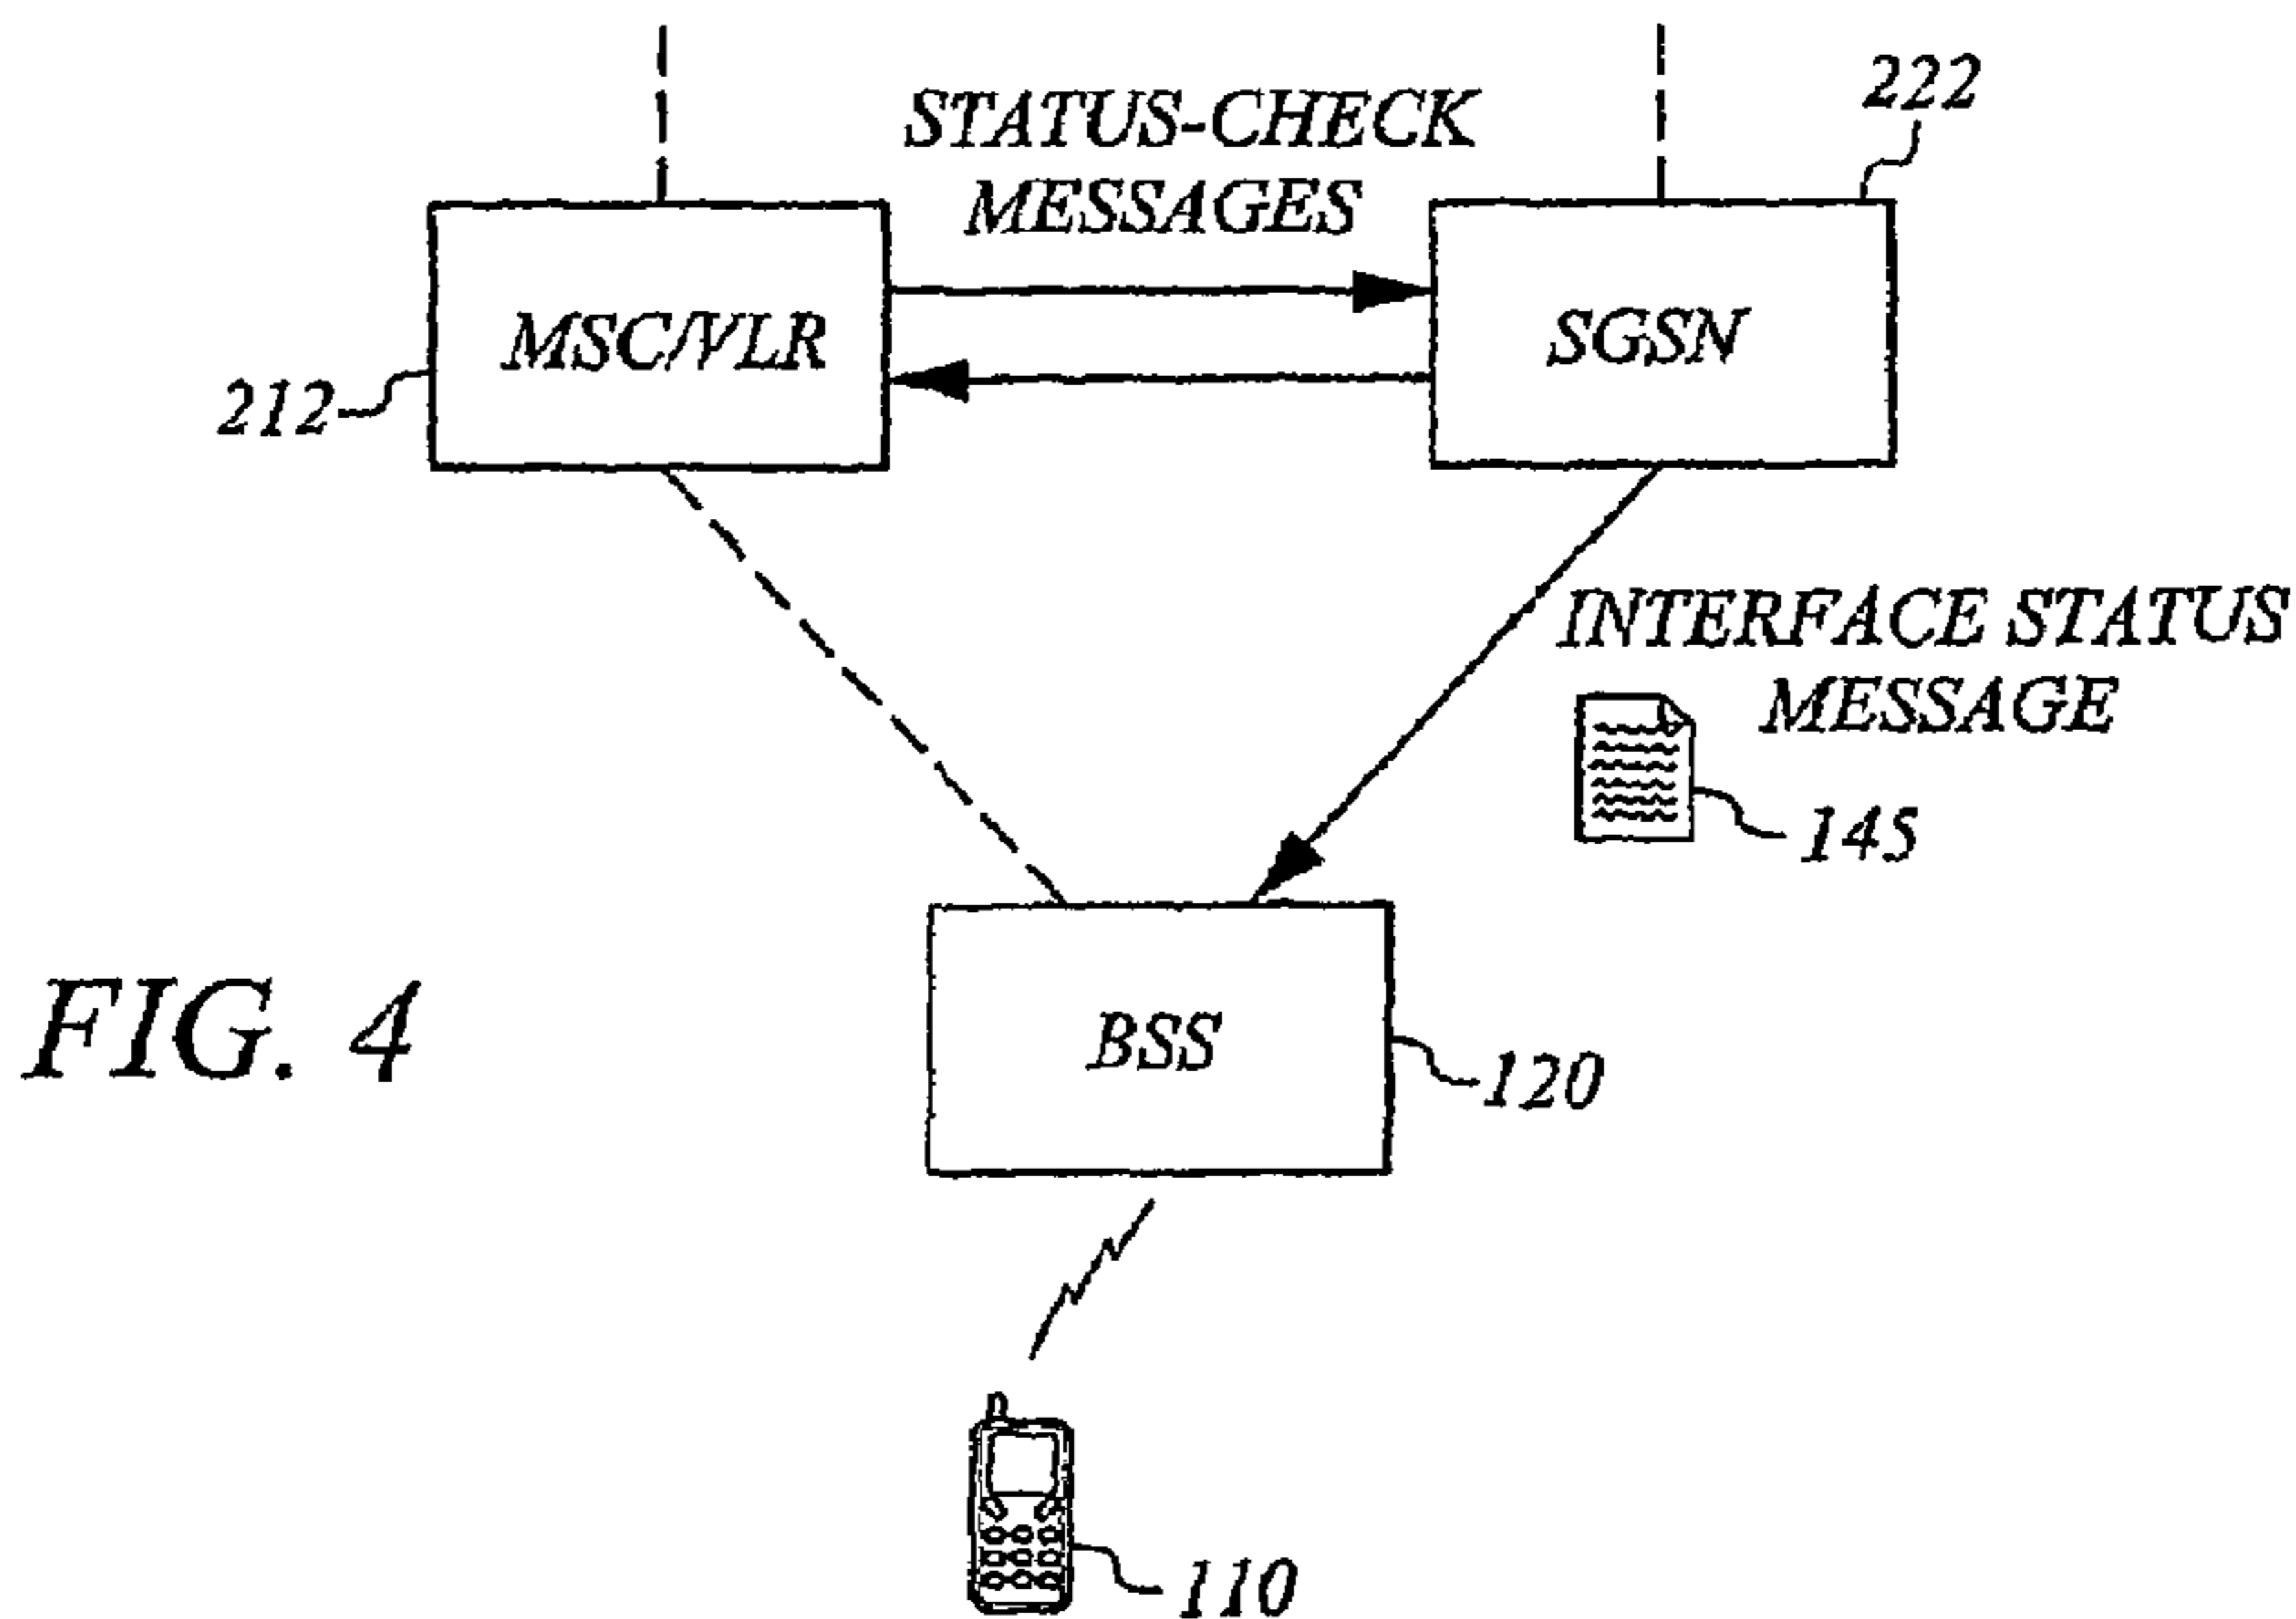 222
STATUS-CHECK
MESSAGES
MSC/VLR
SGSN
212
INTERFACE STATUS
MESSAGE
145
FIG. 4
BSS
120
110